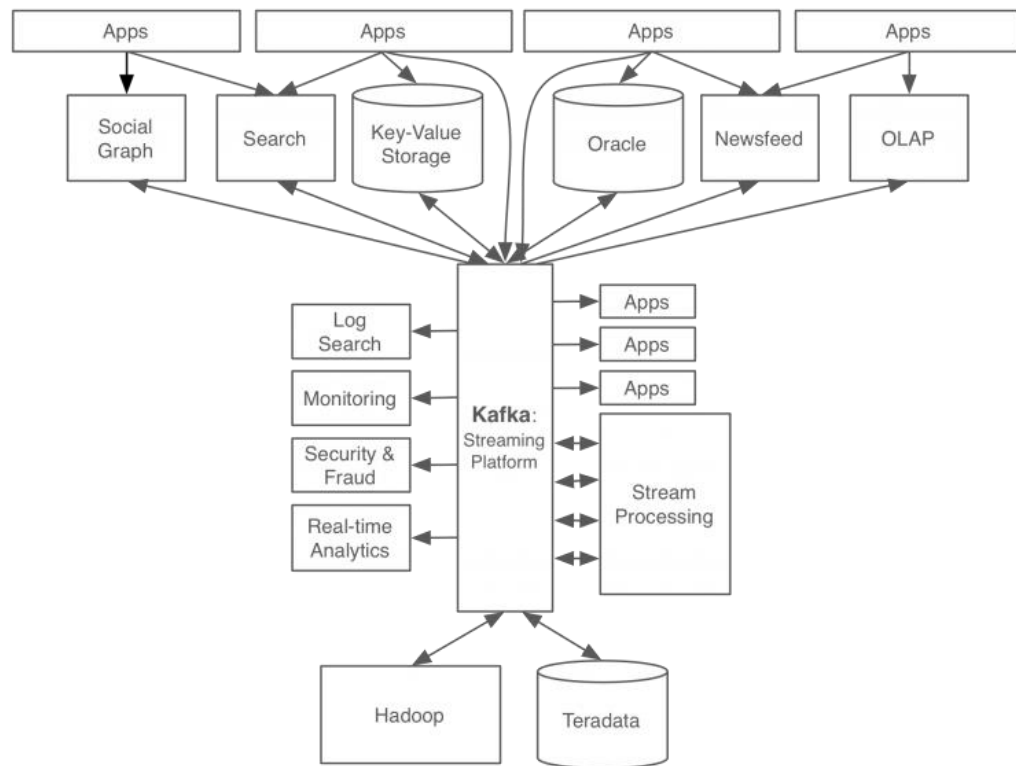 Apps
Apps
Apps
Apps
Social
Graph
Search
Key-Value
Storage
Oracle
Newsfeed
OLAP
Log
Search
Monitoring
Security &
Fraud
Real-time
Analytics
Kafka:
Streaming
Platform
Apps
Apps
Apps
Stream
Processing
Hadoop
Teradata